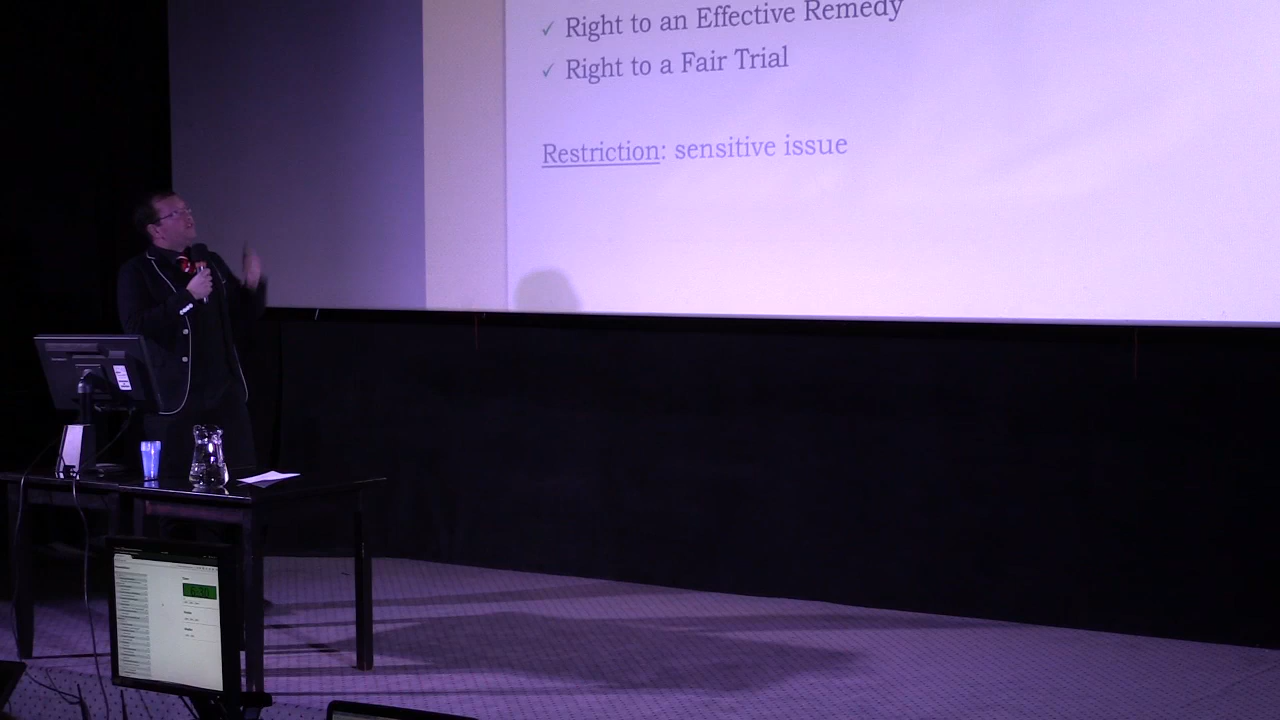 ✓ Right to an Effective Remedy
✓ Right to a Fair Trial
Restriction: sensitive issue